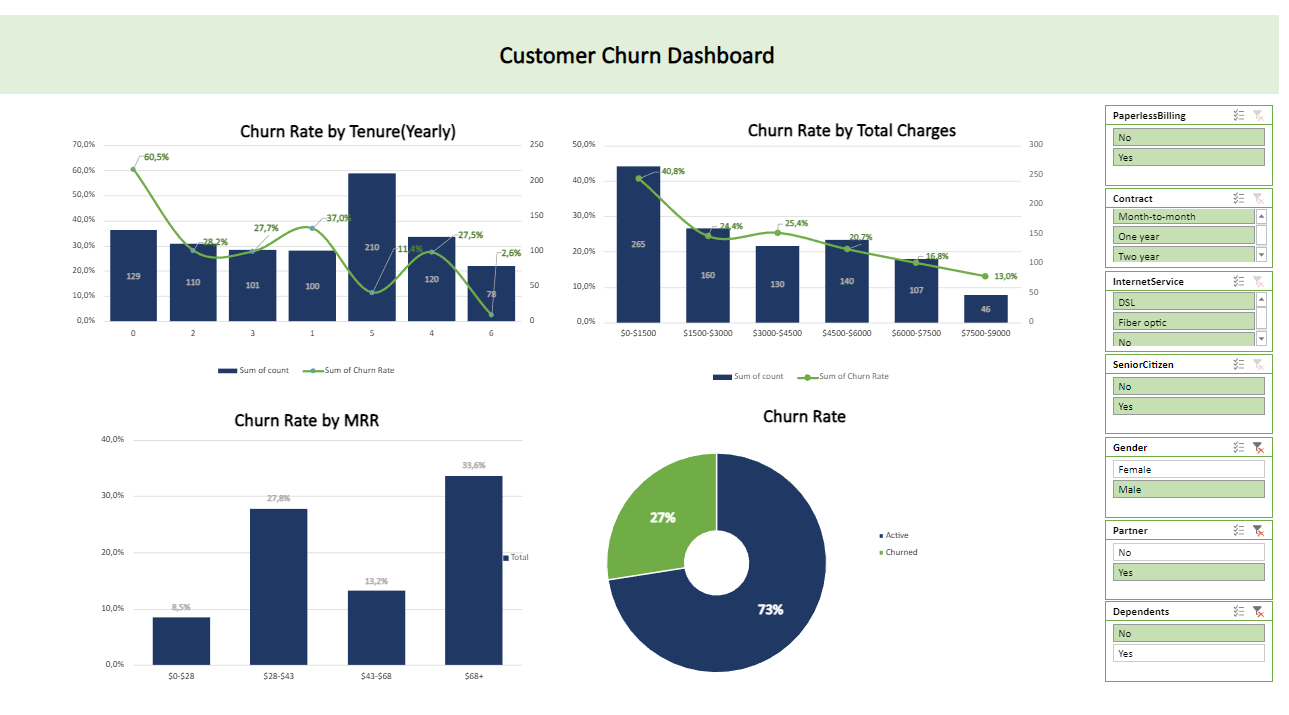 Customer Churn Dashboard
Churn Rate by Tenure(Yearly)
70,0%
60,0%
50,0%
40,0%
30,0%
20,0%
10,0%
0,0%
250
200
150
100
50
0
60,5%
28,2%
27,7%
37,0%
11,4%
27,5%
2,6%
129
110
101
100
210
120
78
0
2
3
1
5
4
6
Sum of count
Sum of Churn Rate
Churn Rate by Total Charges
50,0%
40,0%
30,0%
20,0%
10,0%
0,0%
300
250
200
150
100
50
0
40,8%
24,4%
25,4%
20,7%
16,8%
13,0%
265
160
130
140
107
46
$0-$1500
$1500-$3000
$3000-$4500
$4500-$6000
$6000-$7500
$7500-$9000
Sum of count
Sum of Churn Rate
Churn Rate by MRR
40,0%
30,0%
20,0%
10,0%
0,0%
8,5%
27,8%
13,2%
33,6%
$0-$28
$28-$43
$43-$68
$68+
Total
Churn Rate
27%
73%
Active
Churned
PaperlessBilling
No
Yes
Contract
Month-to-month
One year
Two year
InternetService
DSL
Fiber optic
No
SeniorCitizen
No
Yes
Gender
Female
Male
Partner
No
Yes
Dependents
No
Yes